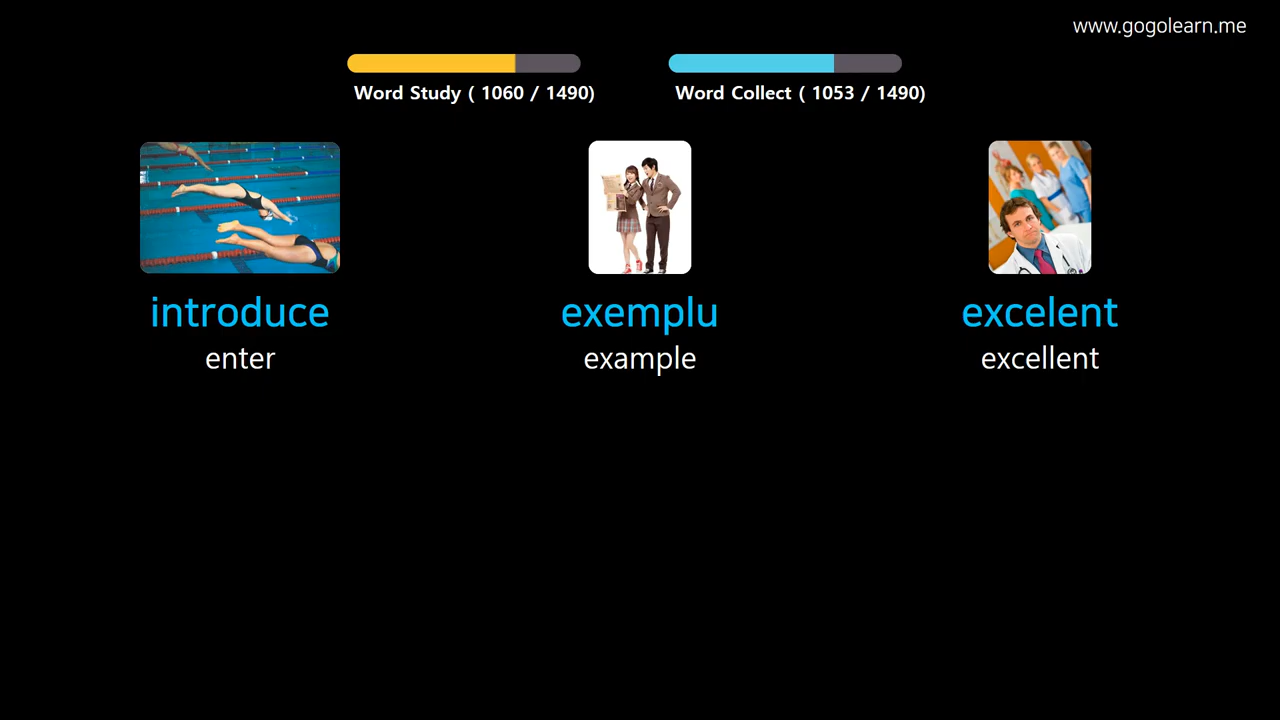 www.gogolearn.me
Word Study ( 1060 / 1490)
Word Collect ( 1053 / 1490)
introduce
enter
exemplu
example
excelent
excellent